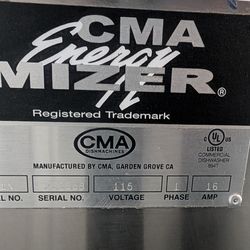 CMA
Energy
MIZER®
Registered Trademark
CMA
DISHMACHINES
C UL US
LISTED
COMMERCIAL
DISHWASHER
MANUFACTURED BY CMA, GARDEN GROVE CA
115 1 16
L NO. SERIAL NO. VOLTAGE PHASE AMP